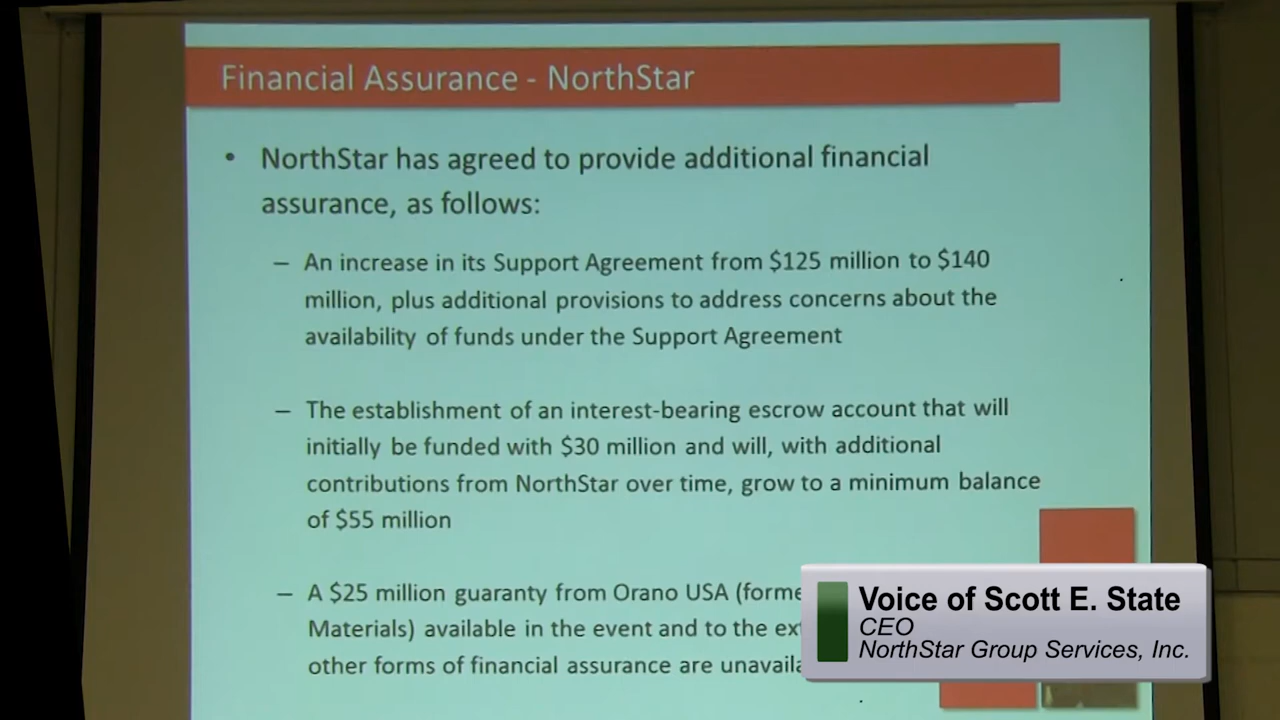 Financial Assurance - NorthStar
• NorthStar has agreed to provide additional financial
assurance, as follows:
– An increase in its Support Agreement from $125 million to $140
million, plus additional provisions to address concerns about the
availability of funds under the Support Agreement
– The establishment of an interest-bearing escrow account that will
initially be funded with $30 million and will, with additional
contributions from NorthStar over time, grow to a minimum balance
of $55 million
– A $25 million guaranty from Orano USA
Materials) available in the event and to the
other forms of financial assurance are
Voice of Scott E. State
CEO
NorthStar Group Services, Inc.